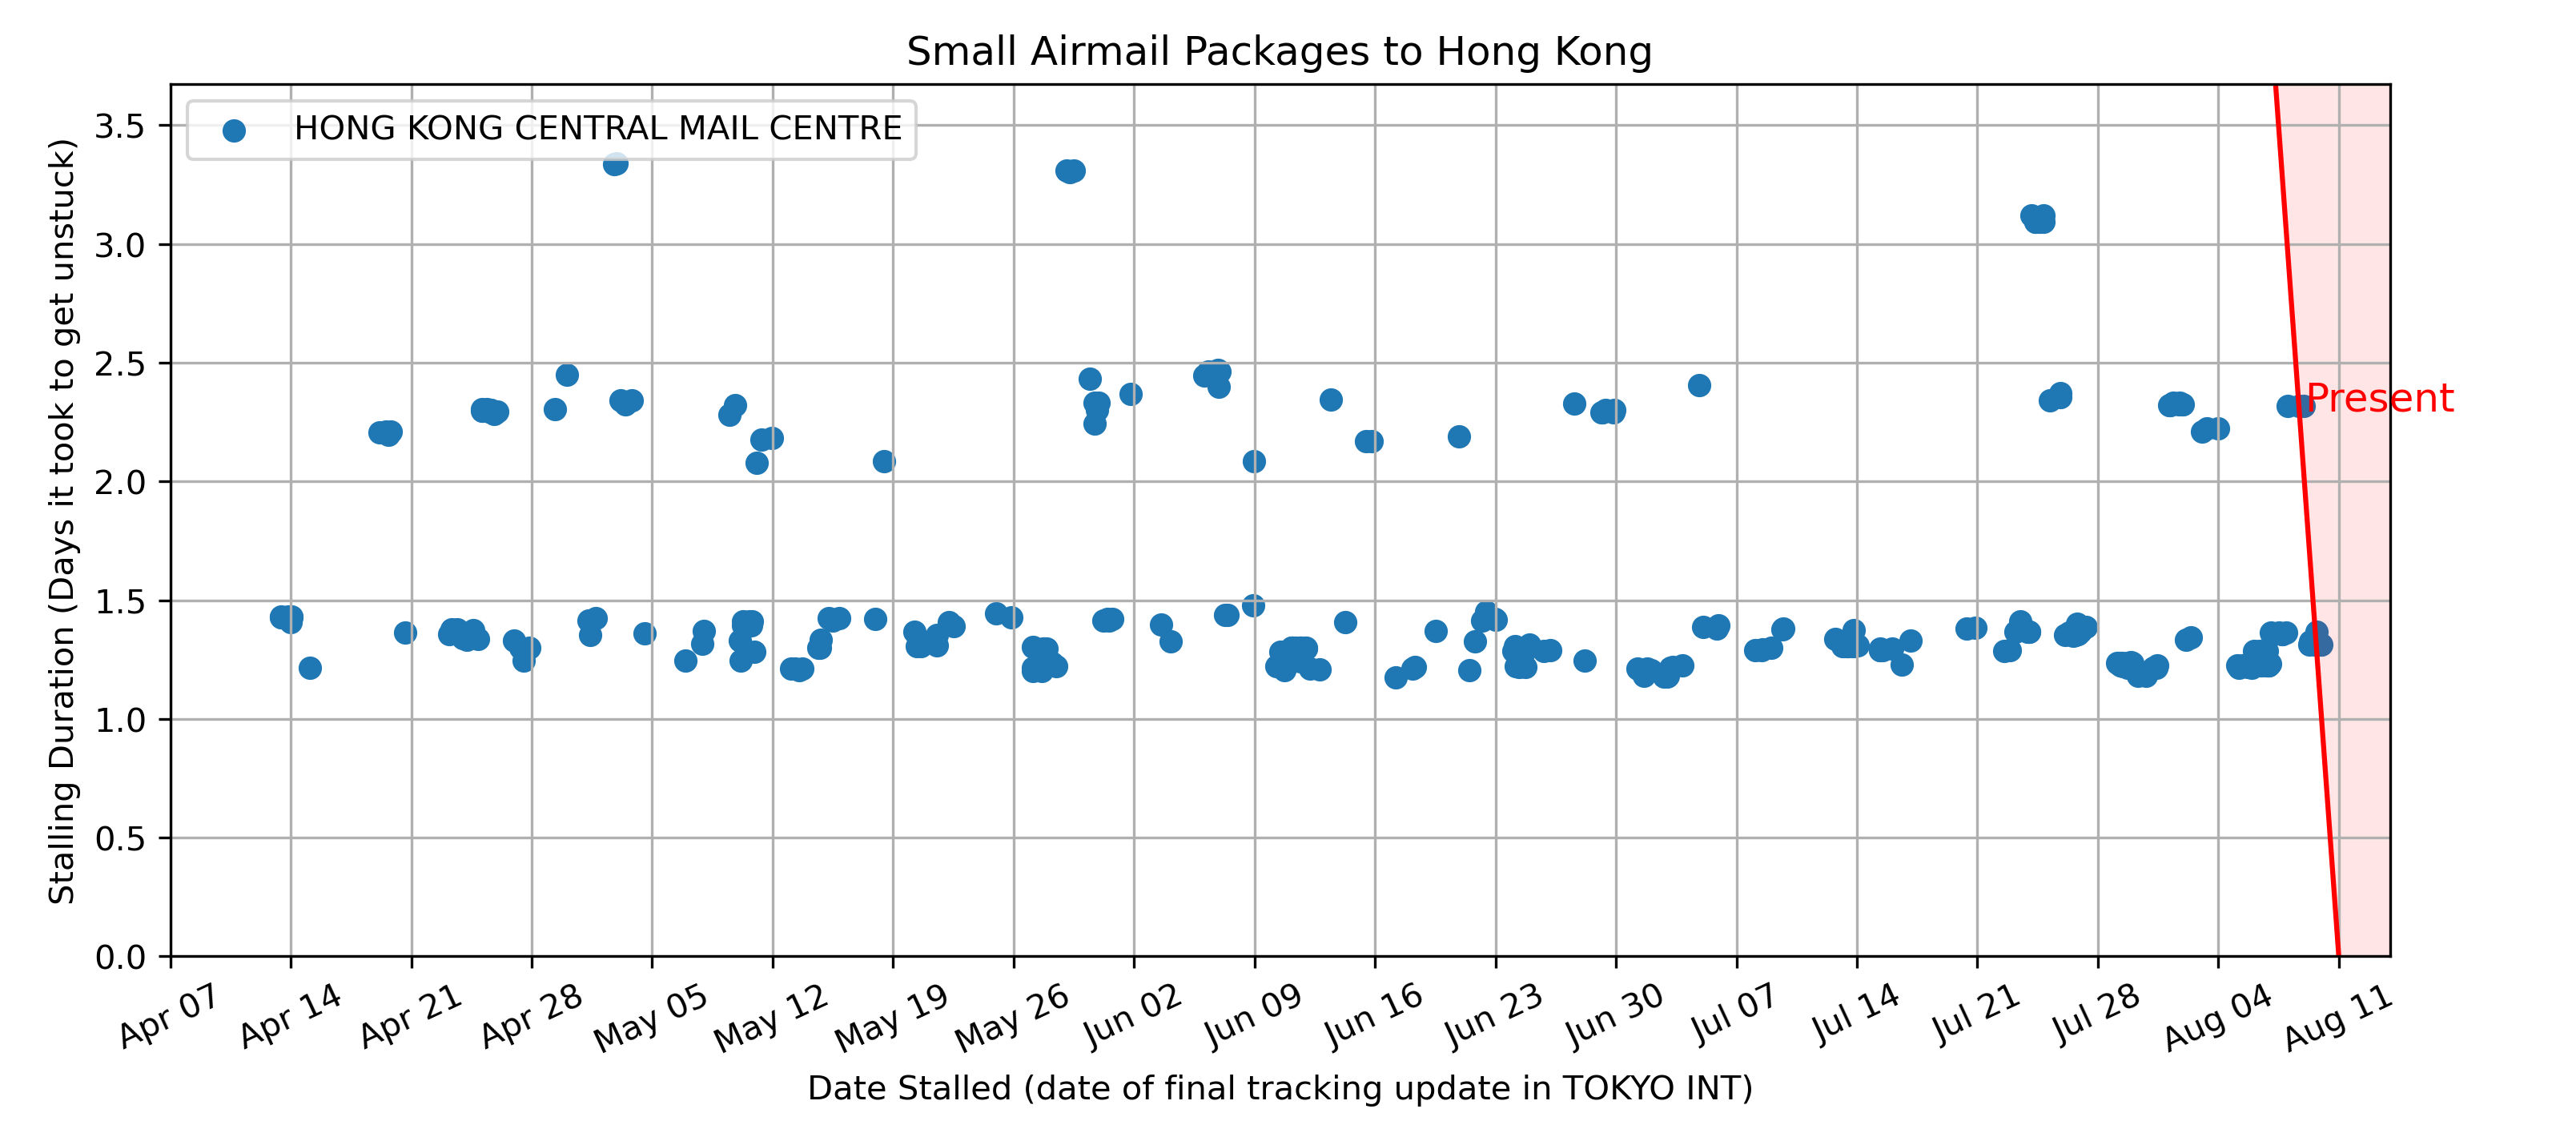 Small Airmail Packages to Hong Kong
HONG KONG CENTRAL MAIL CENTRE
Stalling Duration (Days it took to get unstuck)
3.5
3.0
2.5
2.0
1.5
1.0
0.5
0.0
Present
Apr 07
Apr 14
Apr 21
Apr 28
May 05
May 12
May 19
May 26
Jun 02
Jun 09
Jun 16
Jun 23
Jun 30
Jul 07
Jul 14
Jul 21
Jul 28
Aug 04
Aug 11
Date Stalled (date of final tracking update in TOKYO INT)